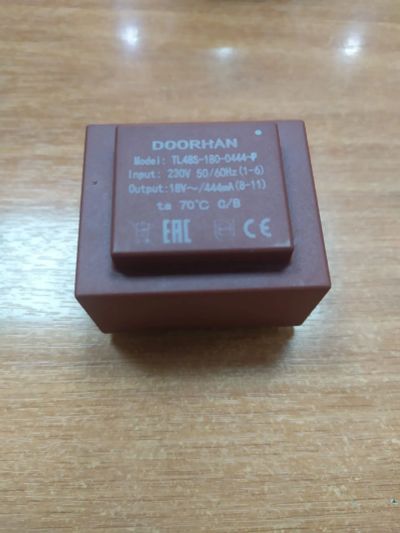 DOORHAN
Model: TL48S-180-0444-P
Input: 230V 50/60Hz(1-6)
Output:18V～/444mA(8-11)
ta 70℃ C/B
EAC CE